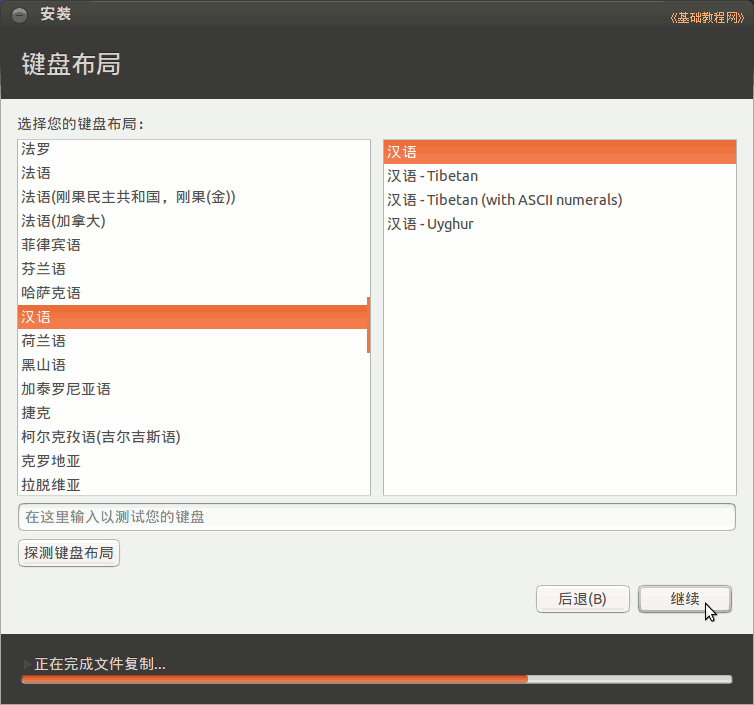 安装
《基础教程网》
键盘布局
选择您的键盘布局：
法罗
法语
法语(刚果民主共和国，刚果(金))
法语(加拿大)
菲律宾语
芬兰语
哈萨克语
汉语
荷兰语
黑山语
加泰罗尼亚语
捷克
柯尔克孜语(吉尔吉斯语)
克罗地亚
拉脱维亚
汉语
汉语 - Tibetan
汉语 - Tibetan (with ASCII numerals)
汉语 - Uyghur
在这里输入以测试您的键盘
探测键盘布局
后退(B)
继续
正在完成文件复制...